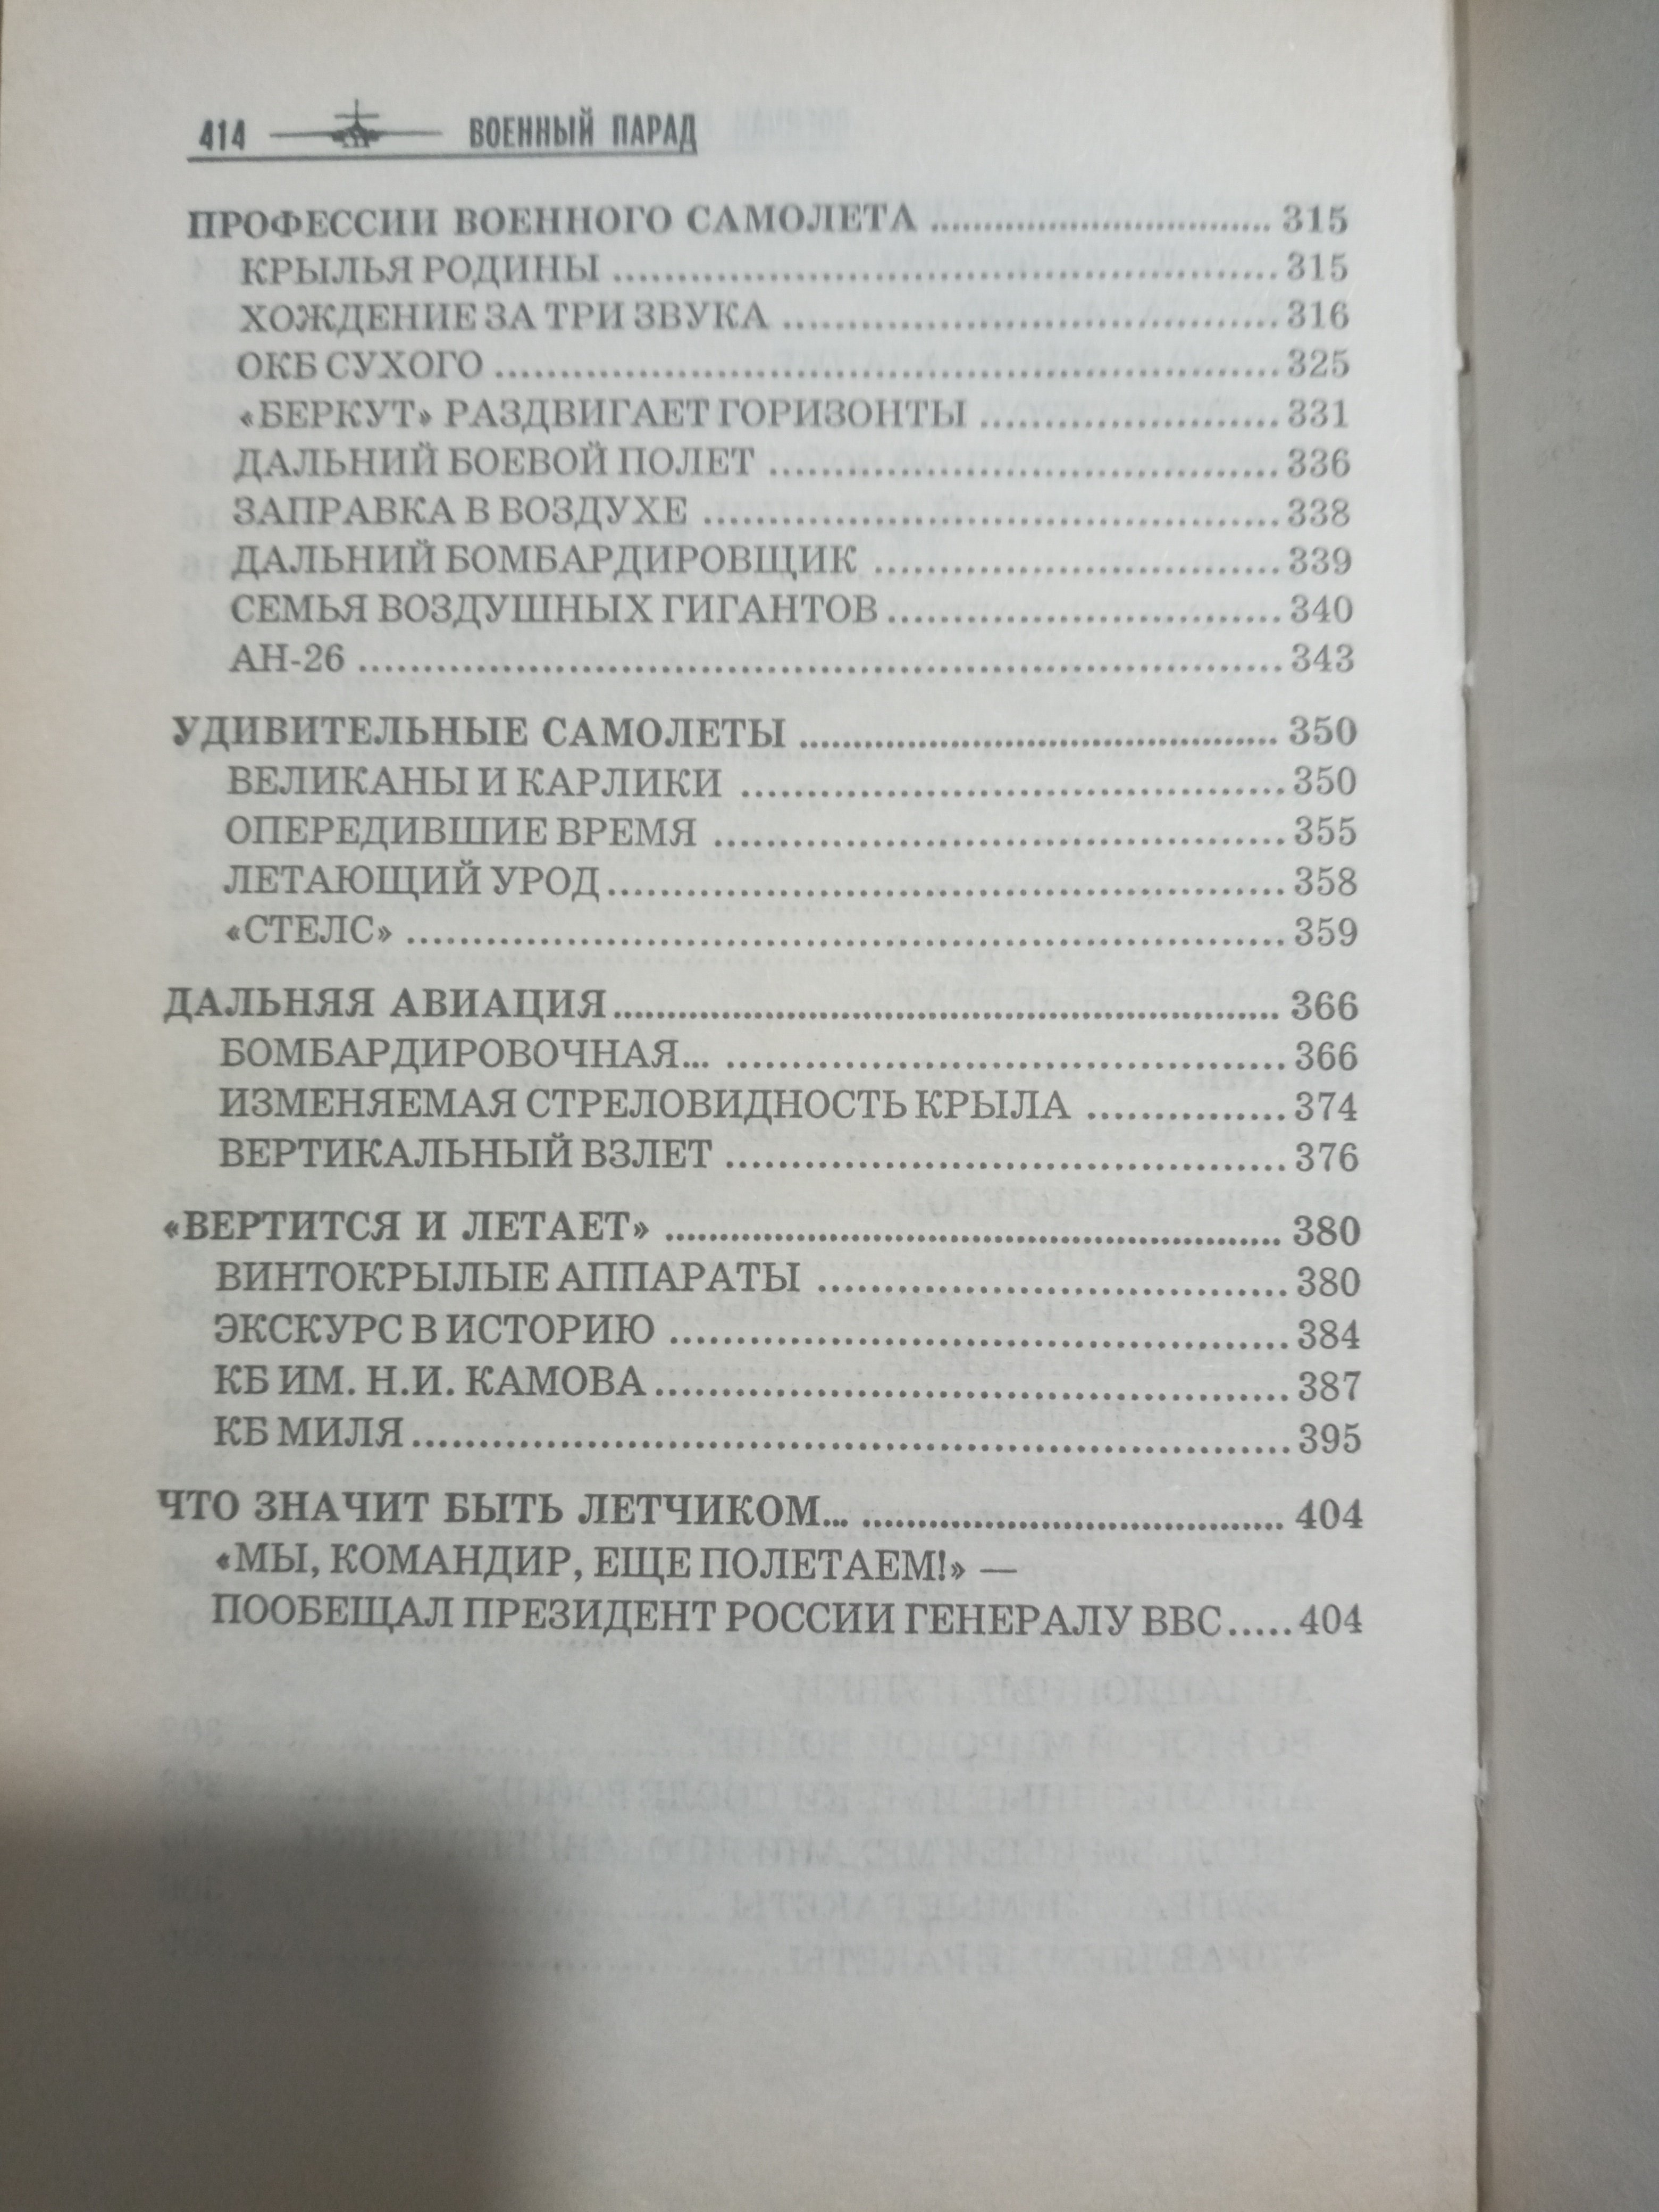 414 ВОЕННЫЙ ПАРАД
ПРОФЕССИИ ВОЕННОГО САМОЛЕТА ................................ 315
КРЫЛЬЯ РОДИНЫ ....................................................315
ХОЖДЕНИЕ ЗА ТРИ ЗВУКА ......................................316
ОКБ СУХОГО ............................................................325
«БЕРКУТ» РАЗДВИГАЕТ ГОРИЗОНТЫ .......................331
ДАЛЬНИЙ БОЕВОЙ ПОЛЕТ .......................................336
ЗАПРАВКА В ВОЗДУХЕ ............................................338
ДАЛЬНИЙ БОМБАРДИРОВЩИК ...............................339
СЕМЬЯ ВОЗДУШНЫХ ГИГАНТОВ..............................340
АН-26 .......................................................................343
УДИВИТЕЛЬНЫЕ САМОЛЕТЫ ............................................. 350
ВЕЛИКАНЫ И КАРЛИКИ ..........................................350
ОПЕРЕДИВШИЕ ВРЕМЯ ............................................355
ЛЕТАЮЩИЙ УРОД....................................................358
«СТЕЛС» ...................................................................359
ДАЛЬНЯЯ АВИАЦИЯ............................................................... 366
БОМБАРДИРОВОЧНАЯ... ...........................................366
ИЗМЕНЯЕМАЯ СТРЕЛОВИДНОСТЬ КРЫЛА ...............374
ВЕРТИКАЛЬНЫЙ ВЗЛЕТ ...........................................376
«ВЕРТИТСЯ И ЛЕТАЕТ» .......................................................... 380
ВИНТОКРЫЛЫЕ АППАРАТЫ ....................................380
ЭКСКУРС В ИСТОРИЮ ...............................................384
КБ ИМ. Н.И. КАМОВА................................................387
КБ МИЛЯ...................................................................395
ЧТО ЗНАЧИТ БЫТЬ ЛЕТЧИКОМ... ........................................ 404
«МЫ, КОМАНДИР, ЕЩЕ ПОЛЕТАЕМ!» —
ПООБЕЩАЛ ПРЕЗИДЕНТ РОССИИ ГЕНЕРАЛУ ВВС.....404